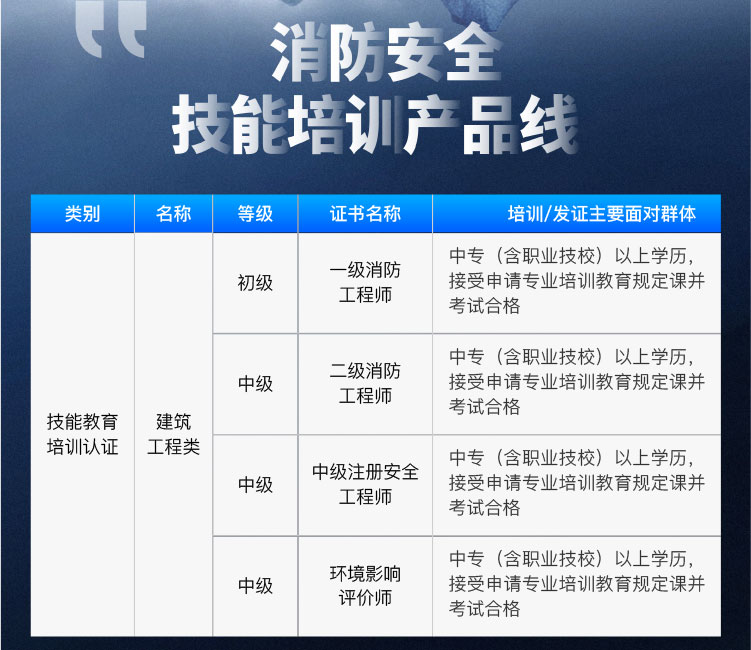 消防安全
技能培训产品线
类别 名称 等级 证书名称 培训/发证主要面对群体
技能教育
培训认证
建筑
工程类
初级
一级消防
工程师
中专（含职业技校）以上学历，
接受申请专业培训教育规定课并
考试合格
中级
二级消防
工程师
中专（含职业技校）以上学历，
接受申请专业培训教育规定课并
考试合格
中级
中级注册安全
工程师
中专（含职业技校）以上学历，
接受申请专业培训教育规定课并
考试合格
中级
环境影响
评价师
中专（含职业技校）以上学历，
接受申请专业培训教育规定课并
考试合格